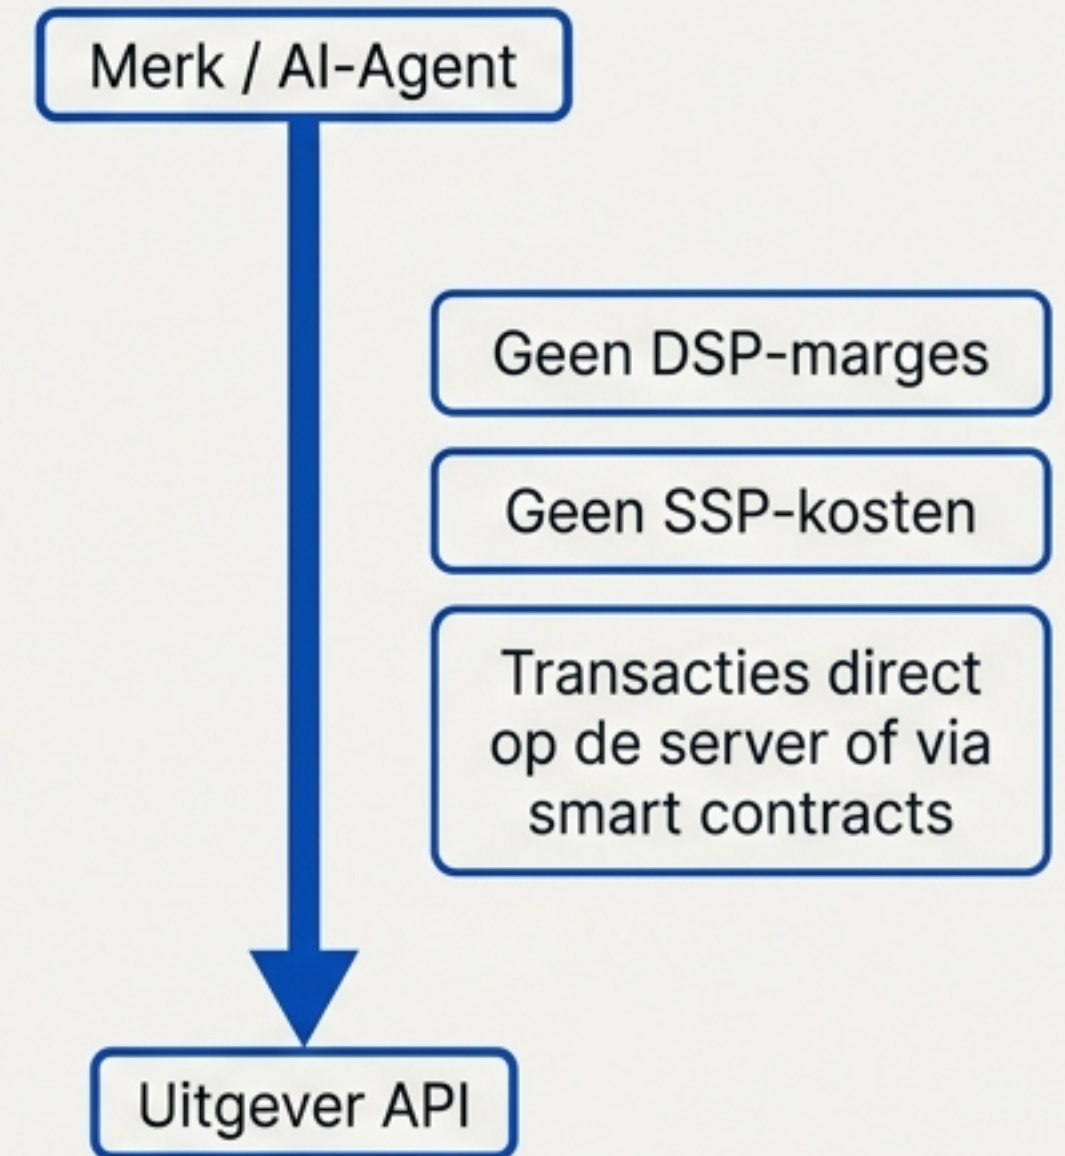 Merk / AI-Agent
Geen DSP-marges
Geen SSP-kosten
Transacties direct
op de server of via
smart contracts
Uitgever API